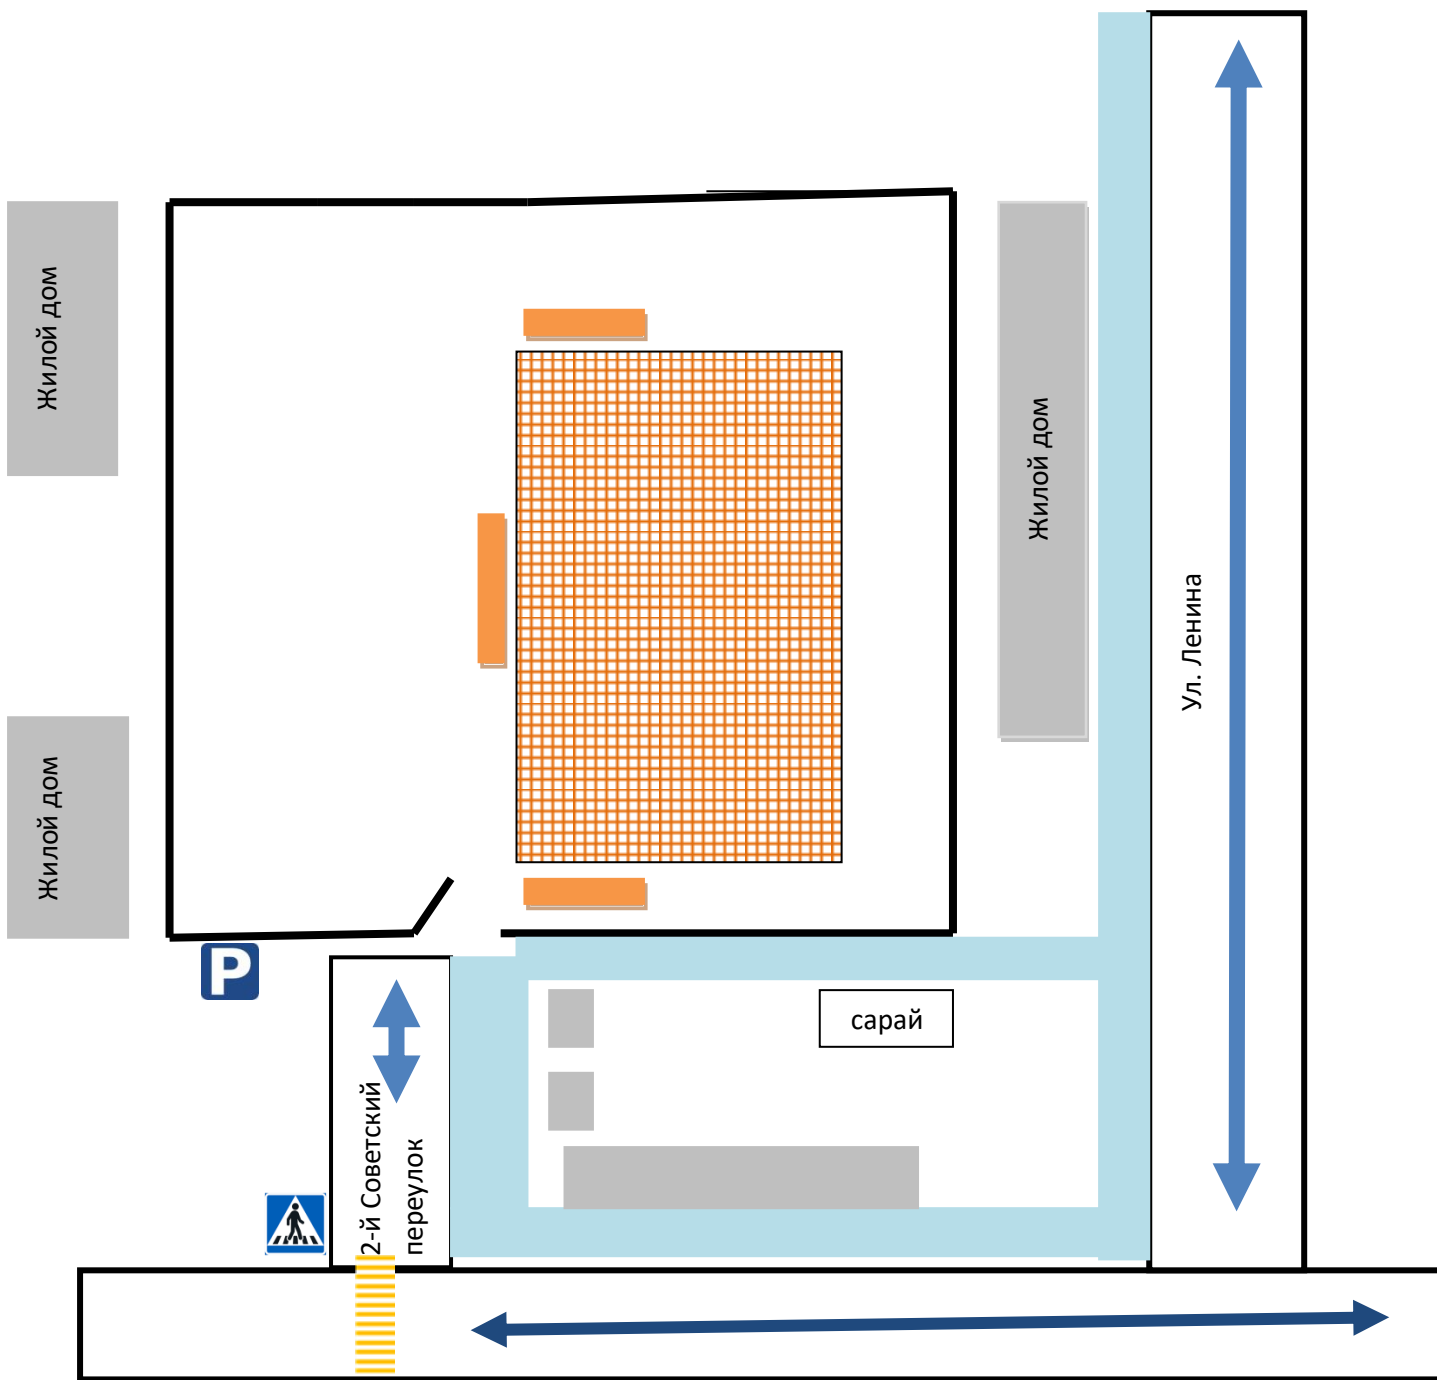 Жилой дом
Жилой дом
Ул. Ленина
Жилой дом
P
сарай
2-й Советский
переулок